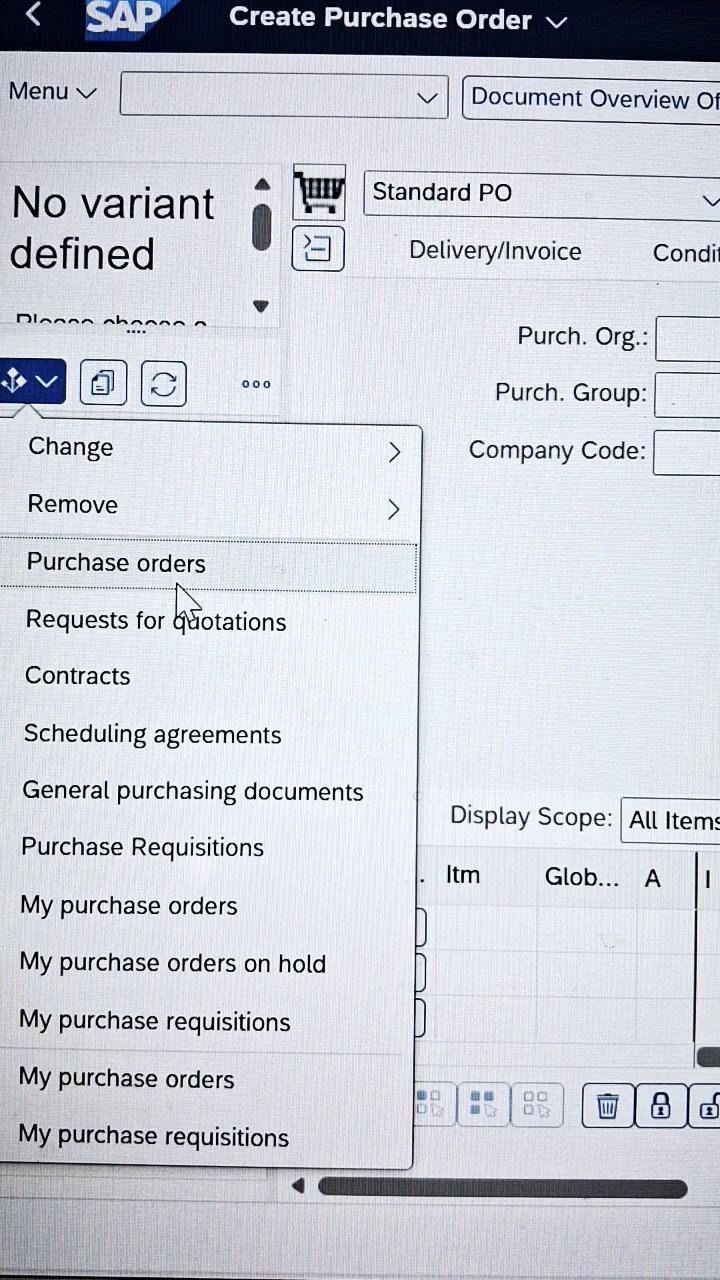 SAP
Create Purchase Order
Menu
Document Overview Of
No variant
defined
Please choose a
Standard PO
Delivery/Invoice
Condit
Purch. Org.:
Purch. Group:
Company Code:
Change
Remove
Purchase orders
Requests for quotations
Contracts
Scheduling agreements
General purchasing documents
Purchase Requisitions
My purchase orders
My purchase orders on hold
My purchase requisitions
My purchase orders
My purchase requisitions
Display Scope:
All Items
. Itm Glob... A I